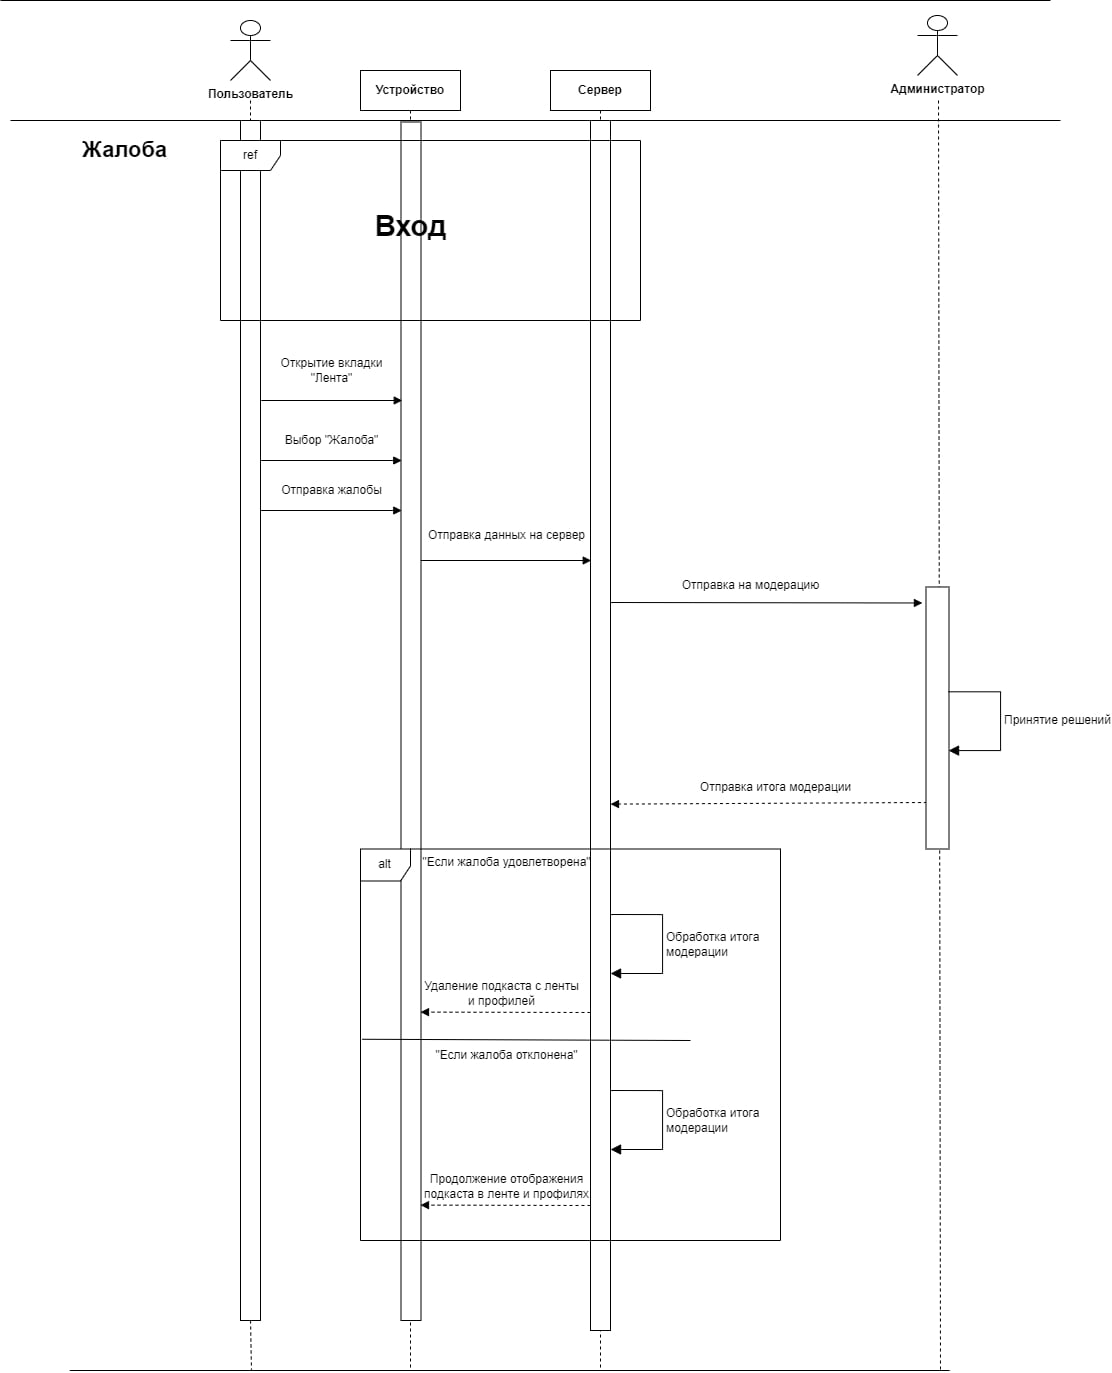 Пользователь
Устройство
Сервер
Администратор
Жалоба
ref
Вход
Открытие вкладки
"Лента"
Выбор "Жалоба"
Отправка жалобы
Отправка данных на сервер
Отправка на модерацию
Принятие решений
Отправка итога модерации
alt
"Если жалоба удовлетворена"
Обработка итога
модерации
Удаление подкаста с ленты
и профилей
"Если жалоба отклонена"
Обработка итога
модерации
Продолжение отображения
подкаста в ленте и профилях